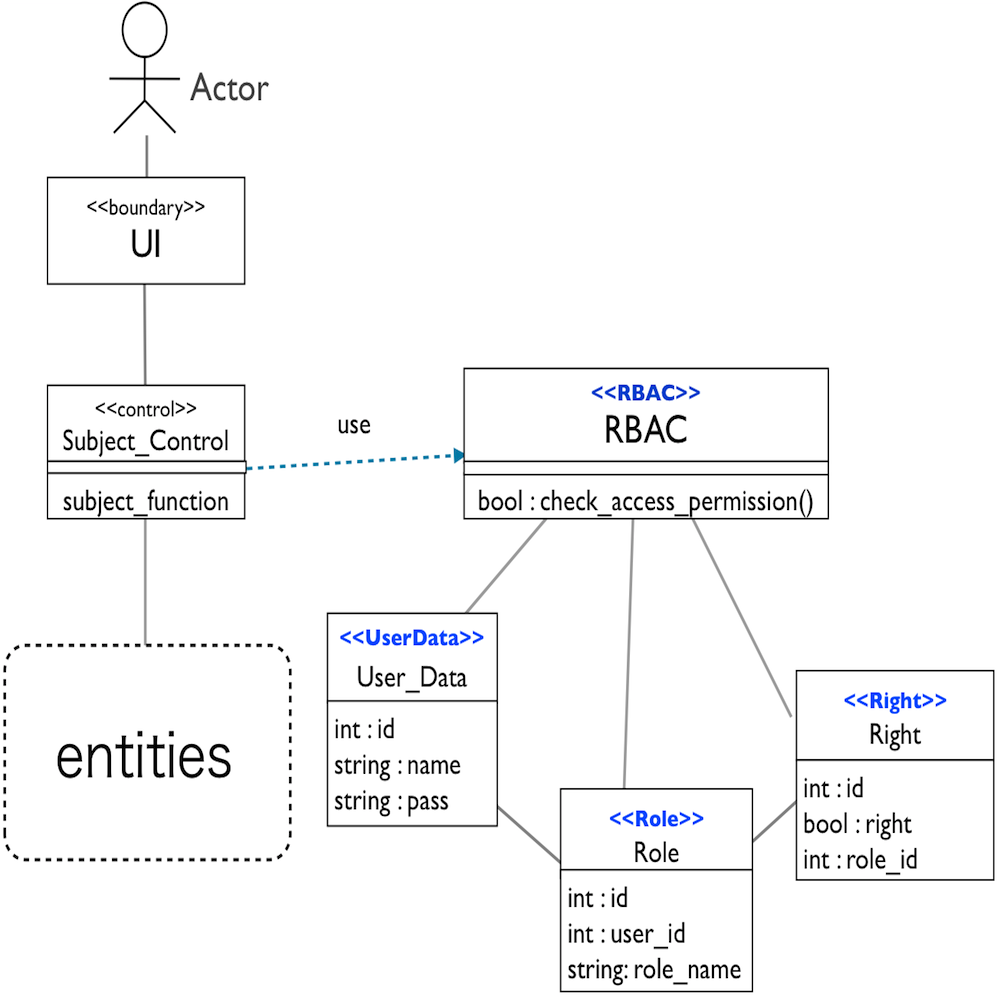 Actor
<<boundary>>
UI
<<control>>
Subject_Control
subject_function
use
<<RBAC>>
RBAC
bool : check_access_permission()
entities
<<UserData>>
User_Data
int : id
string : name
string : pass
<<Role>>
Role
int : id
int : user_id
string: role_name
<<Right>>
Right
int : id
bool : right
int : role_id